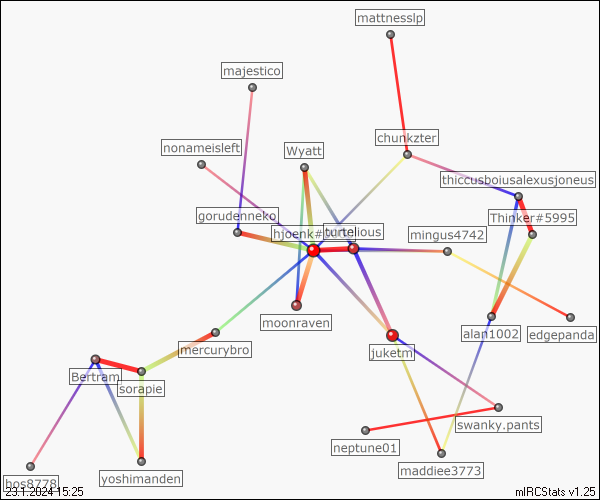 mattnesslp
majestico
chunkzter
nonameisleft
Wyatt
thiccusboiusalexusjoneus
gorudenneko
Thinker#5995
hjoenk#
turtelious
mingus4742
moonraven
alan1002
edgepanda
mercurybro
juketm
Bertram
sorapie
swanky.pants
neptune01
maddiee3773
bos8778
yoshimanden
23.1.2024 15:25
mIRCStats v1.25